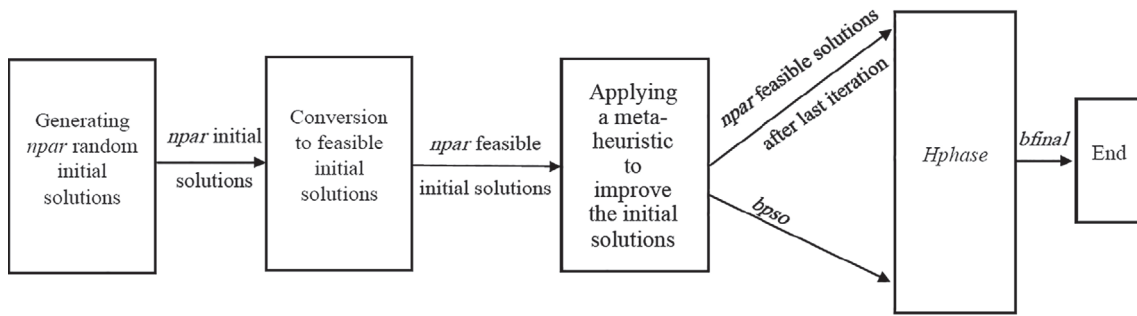 Generating
npar random
initial
solutions
npar initial
solutions
Conversion
to feasible
initial
solutions
npar feasible
initial solutions
Applying
a meta-
heuristic to
improve
the initial
solutions
npar feasible solutions
after last iteration
bpso
Hphase
bfinal
End